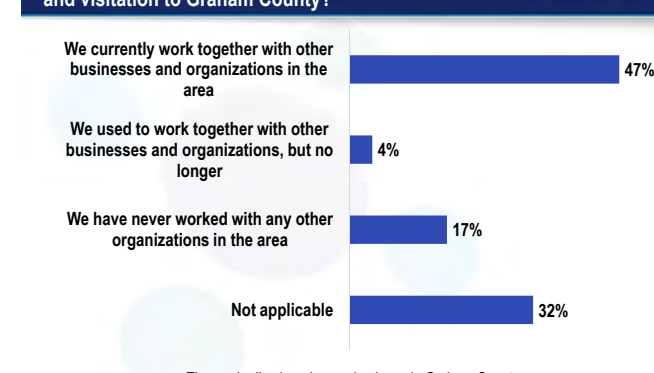 and visitation to Graham County?
We currently work together with other
businesses and organizations in the
area
47%
We used to work together with other
businesses and organizations, but no
longer
4%
We have never worked with any other
organizations in the area
17%
Not applicable
32%